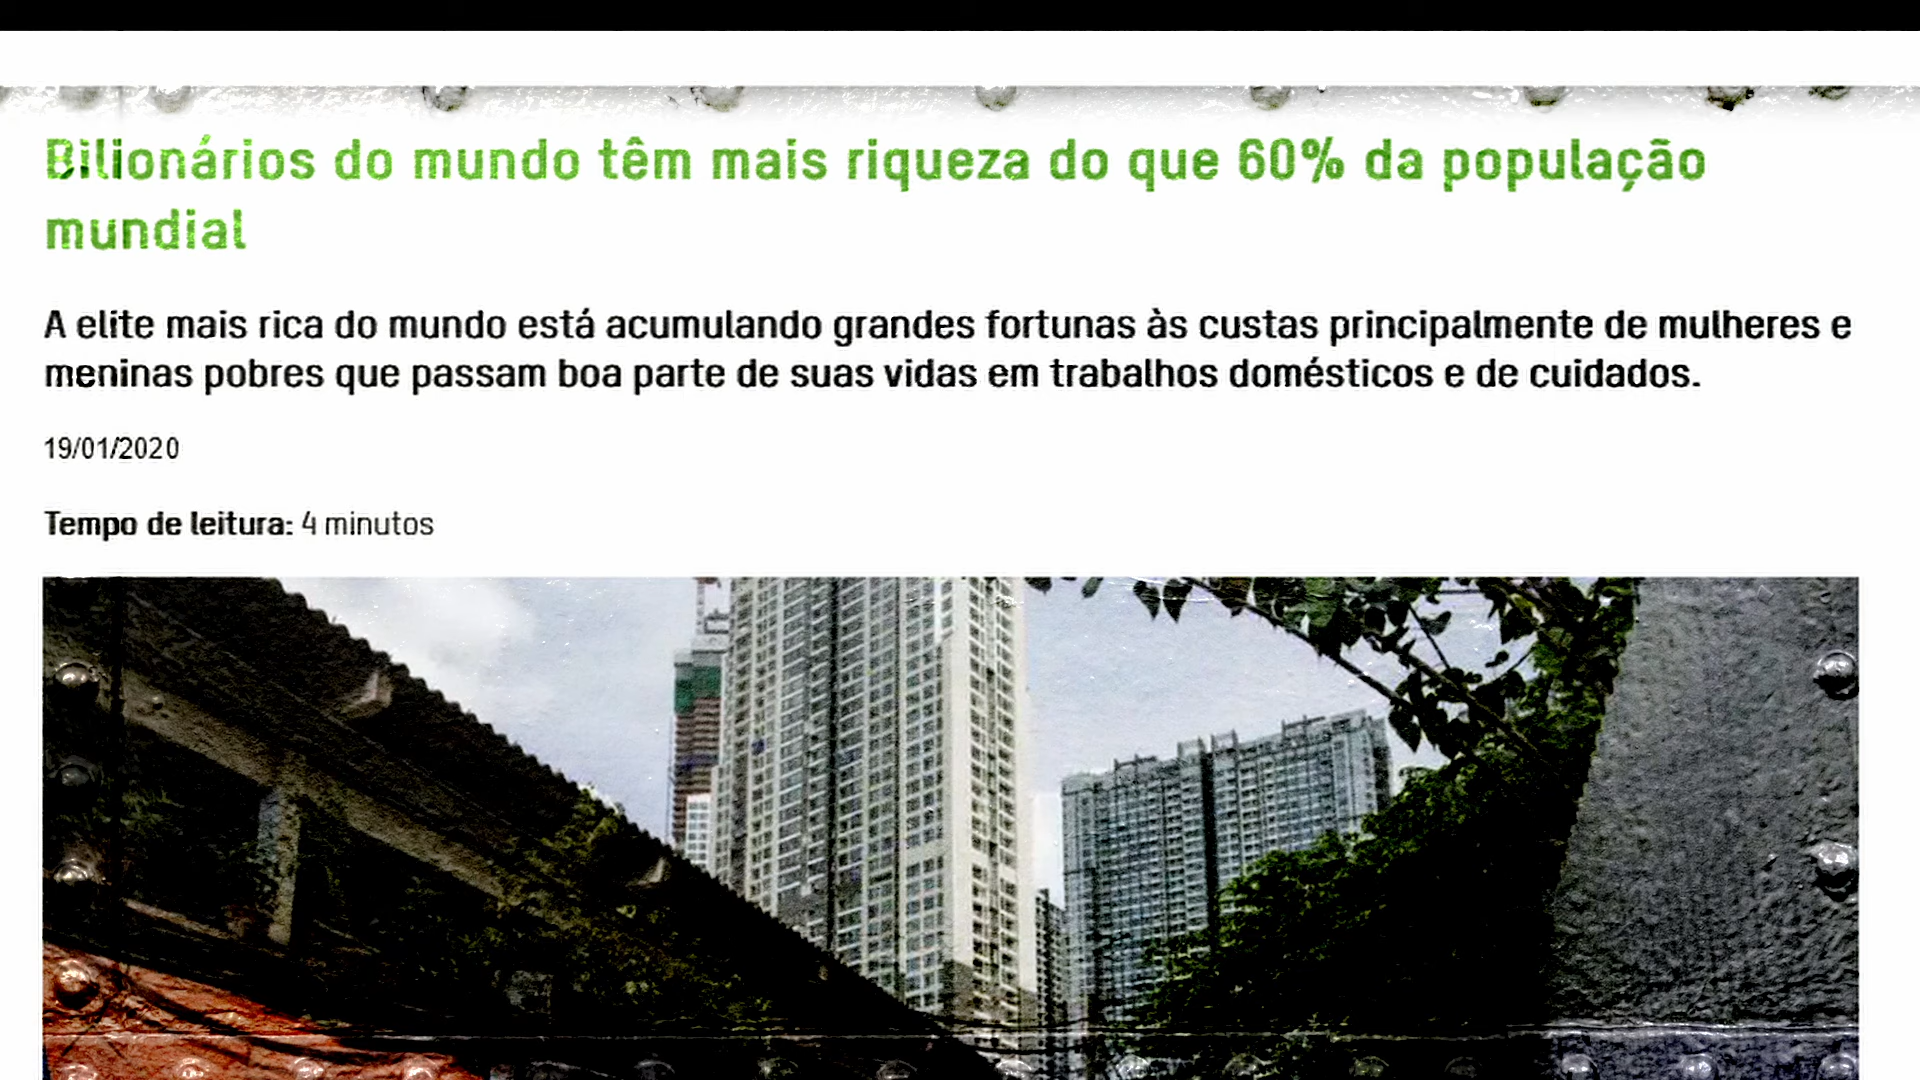 Bilionários do mundo têm mais riqueza do que 60% da população
mundial
A elite mais rica do mundo está acumulando grandes fortunas às custas principalmente de mulheres e
meninas pobres que passam boa parte de suas vidas em trabalhos domésticos e de cuidados.
19/01/2020
Tempo de leitura: 4 minutos